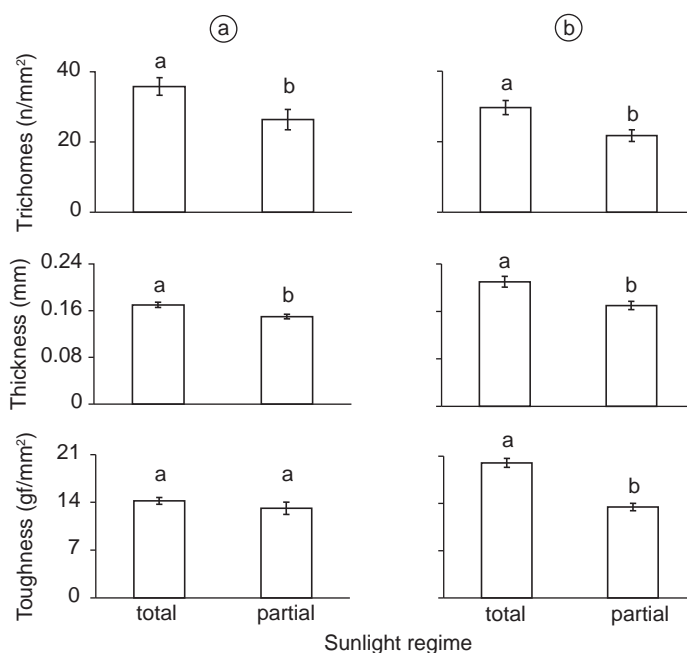 a b
Trichomes (n/mm²)
40
20
0
a b
a b
Thickness (mm)
0.24
0.16
0.08
0
a b
a b
Toughness (gf/mm²)
21
14
7
0
a a
a b
total partial total partial
Sunlight regime